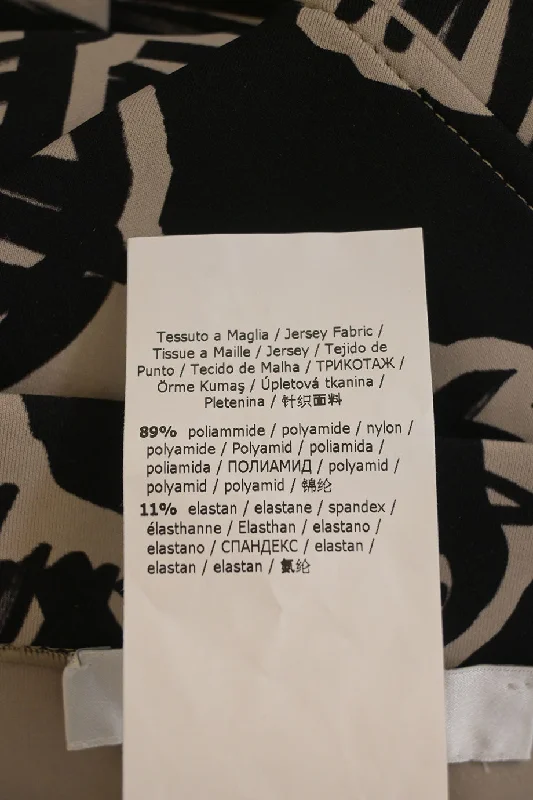 Tessuto a Maglia / Jersey Fabric /
Tissue a Maille / Jersey / Tejido de
Punto / Tecido de Malha / ТРИКОТАЖ /
Örme Kumaş / Úpletová tkanina /
Pletenina / 针织面料
89% poliammide / polyamide / nylon /
polyamide / Polyamid / poliamida /
poliamida / ПОЛИАМИД / polyamid /
polyamid / polyamid / 锦纶
11% elastan / elastane / spandex /
élasthanne / Elasthan / elastano /
elastano / СПАНДЕКС / elastan /
elastan / elastan / 氨纶